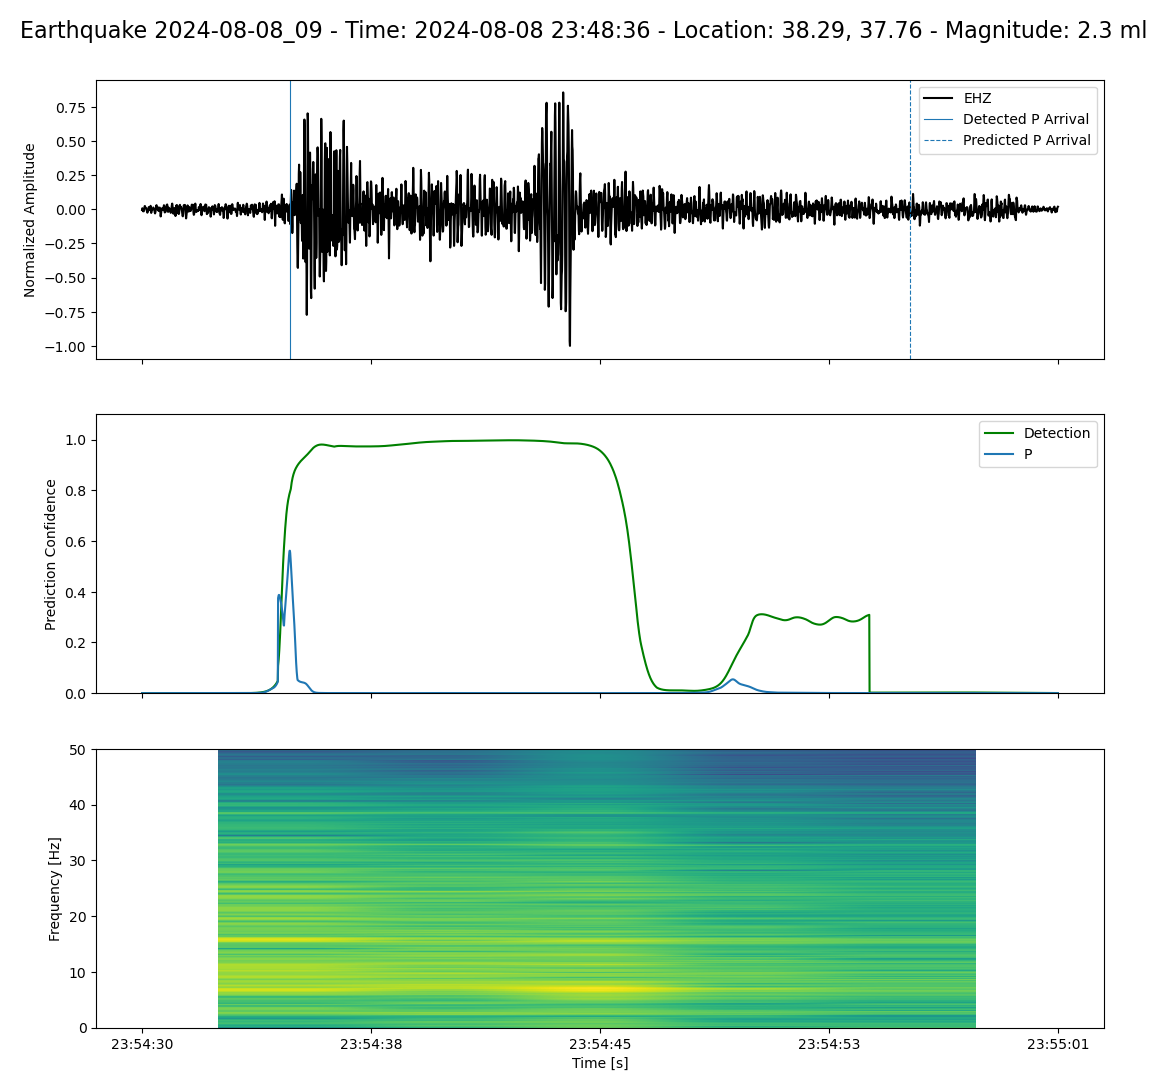 Earthquake 2024-08-08_09 - Time: 2024-08-08 23:48:36 - Location: 38.29, 37.76 - Magnitude: 2.3 ml
EHZ
Detected P Arrival
Predicted P Arrival
Normalized Amplitude
0.75
0.50
0.25
0.00
−0.25
−0.50
−0.75
−1.00
Detection
P
Prediction Confidence
1.0
0.8
0.6
0.4
0.2
0.0
Frequency [Hz]
50
40
30
20
10
0
23:54:30 23:54:38 23:54:45 23:54:53 23:55:01
Time [s]